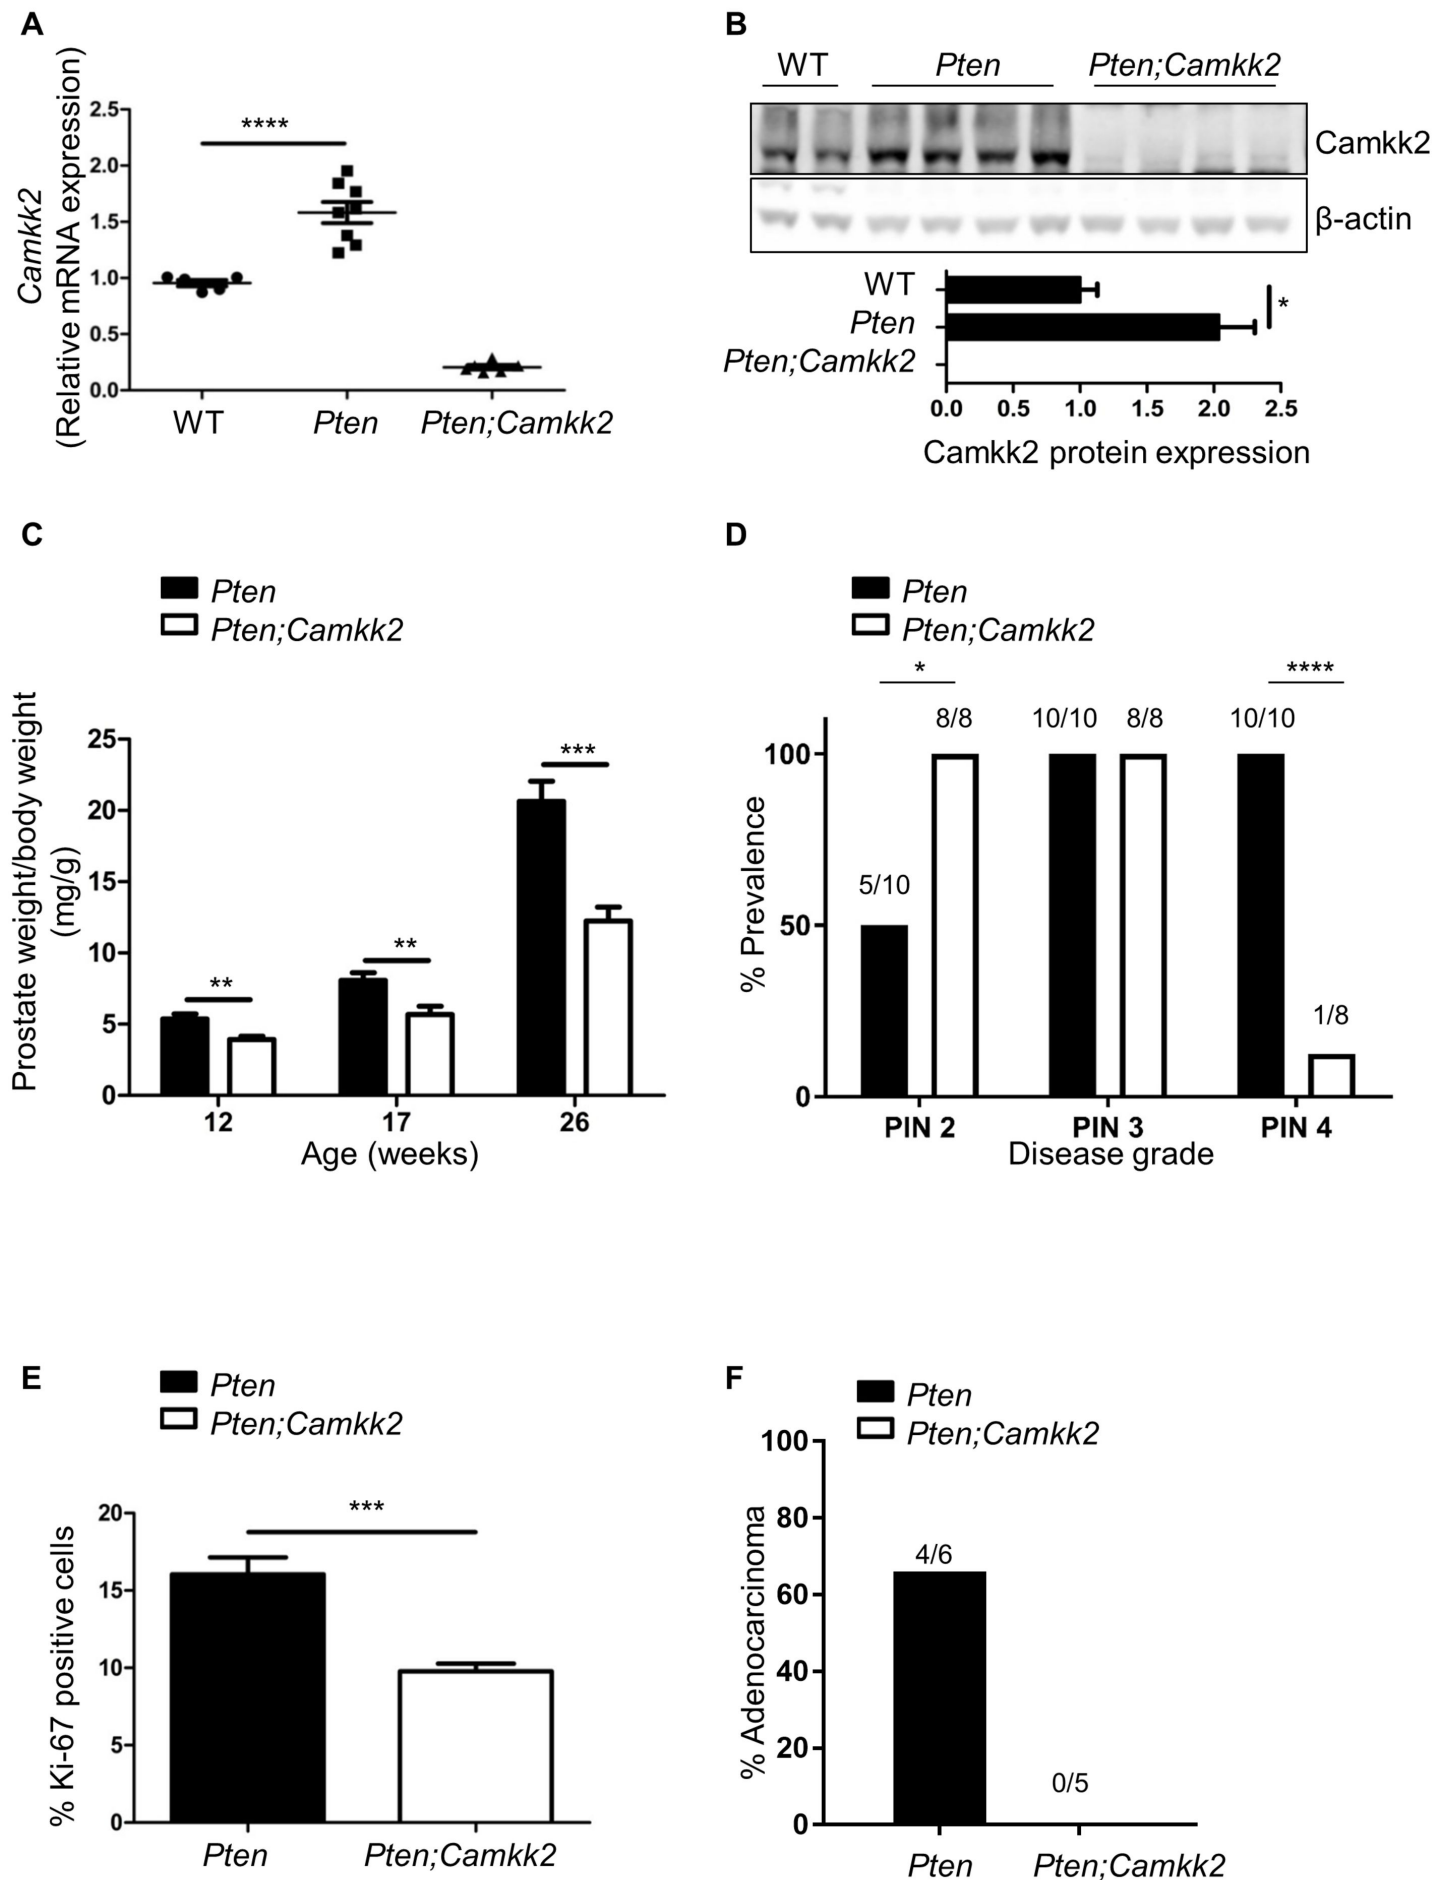 A
Camkk2
(Relative mRNA expression)
2.5
2.0
1.5
1.0
0.5
0.0
****
WT
Pten
Pten;Camkk2
B
WT
Pten
Pten;Camkk2
Camkk2
β-actin
WT
Pten
Pten;Camkk2
*
0.0
0.5
1.0
1.5
2.0
2.5
Camkk2 protein expression
C
Pten
Pten;Camkk2
Prostate weight/body weight
(mg/g)
25
20
15
10
5
0
**
**
***
12
17
26
Age (weeks)
D
Pten
Pten;Camkk2
*
****
8/8
10/10
8/8
10/10
5/10
1/8
% Prevalence
100
50
0
PIN 2
PIN 3
PIN 4
Disease grade
E
Pten
Pten;Camkk2
% Ki-67 positive cells
20
15
10
5
0
***
Pten
Pten;Camkk2
F
Pten
Pten;Camkk2
% Adenocarcinoma
100
80
60
40
20
0
4/6
0/5
Pten
Pten;Camkk2